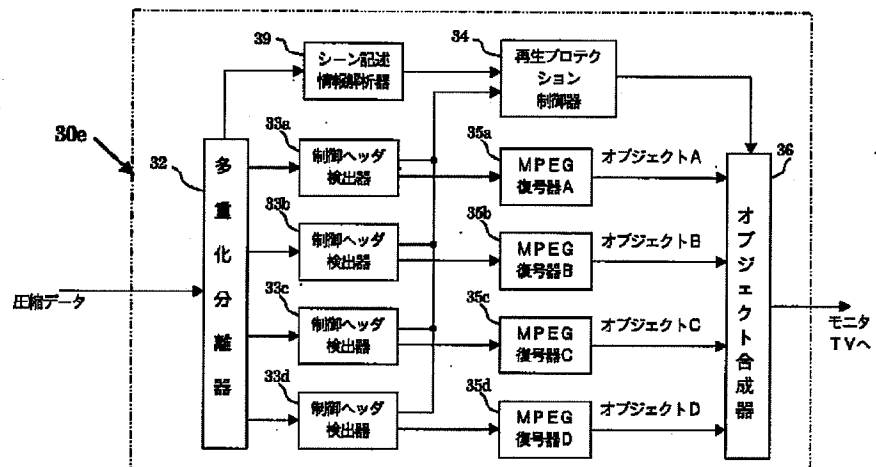 39
シーン記述
情報解析器
34
再生プロテク
ション
制御器
30e
32
多重化分離器
33a
制御ヘッダ
検出器
35a
MPEG
復号器A
オブジェクトA
36
オブジェクト合成器
33b
制御ヘッダ
検出器
35b
MPEG
復号器B
オブジェクトB
圧縮データ
33c
制御ヘッダ
検出器
35c
MPEG
復号器C
オブジェクトC
モニタ
TVへ
33d
制御ヘッダ
検出器
35d
MPEG
復号器D
オブジェクトD